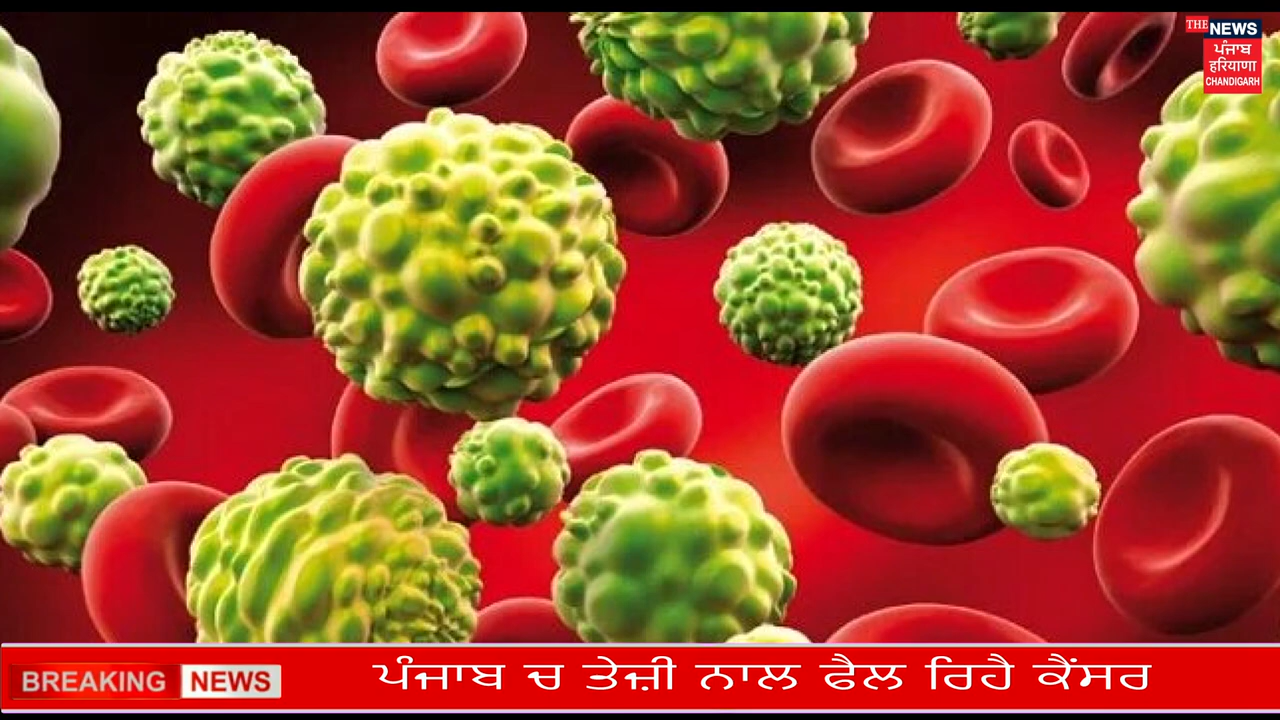 THE NEWS
ਪੰਜਾਬ
हरियाणा
CHANDIGARH
BREAKING NEWS
ਪੰਜਾਬ ਚ ਤੇਜ਼ੀ ਨਾਲ ਫੈਲ ਰਿਹੈ ਕੈਂਸਰ